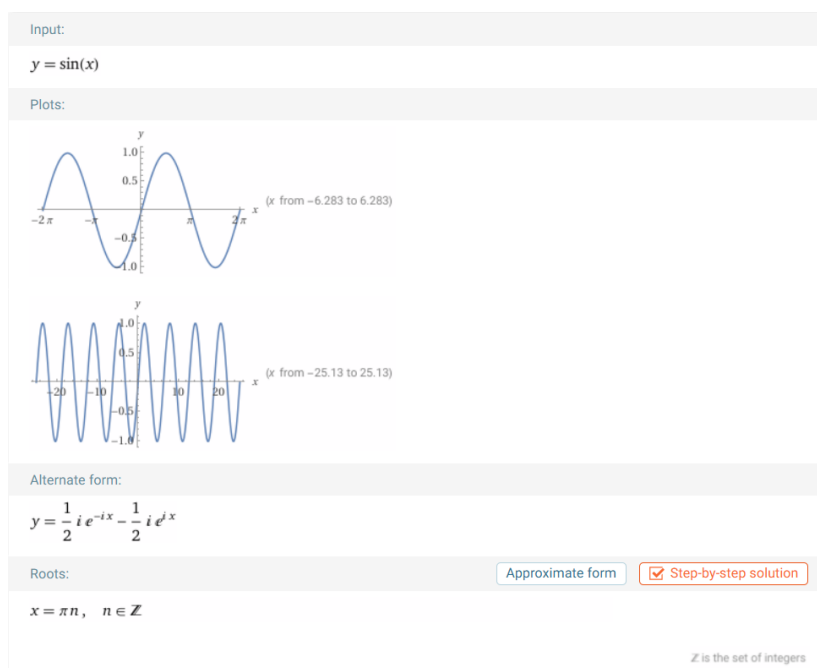 Input:
y = sin(x)
Plots:
y
1.0
0.5
-2π -π π 2π x
-0.5
-1.0
(x from -6.283 to 6.283)
y
1.0
0.5
-20 -10 10 20 x
-0.5
-1.0
(x from -25.13 to 25.13)
Alternate form:
y = 1/2 i e^(-i x) - 1/2 i e^(i x)
Roots:
Approximate form
Step-by-step solution
x = π n, n ∈ ℤ
ℤ is the set of integers